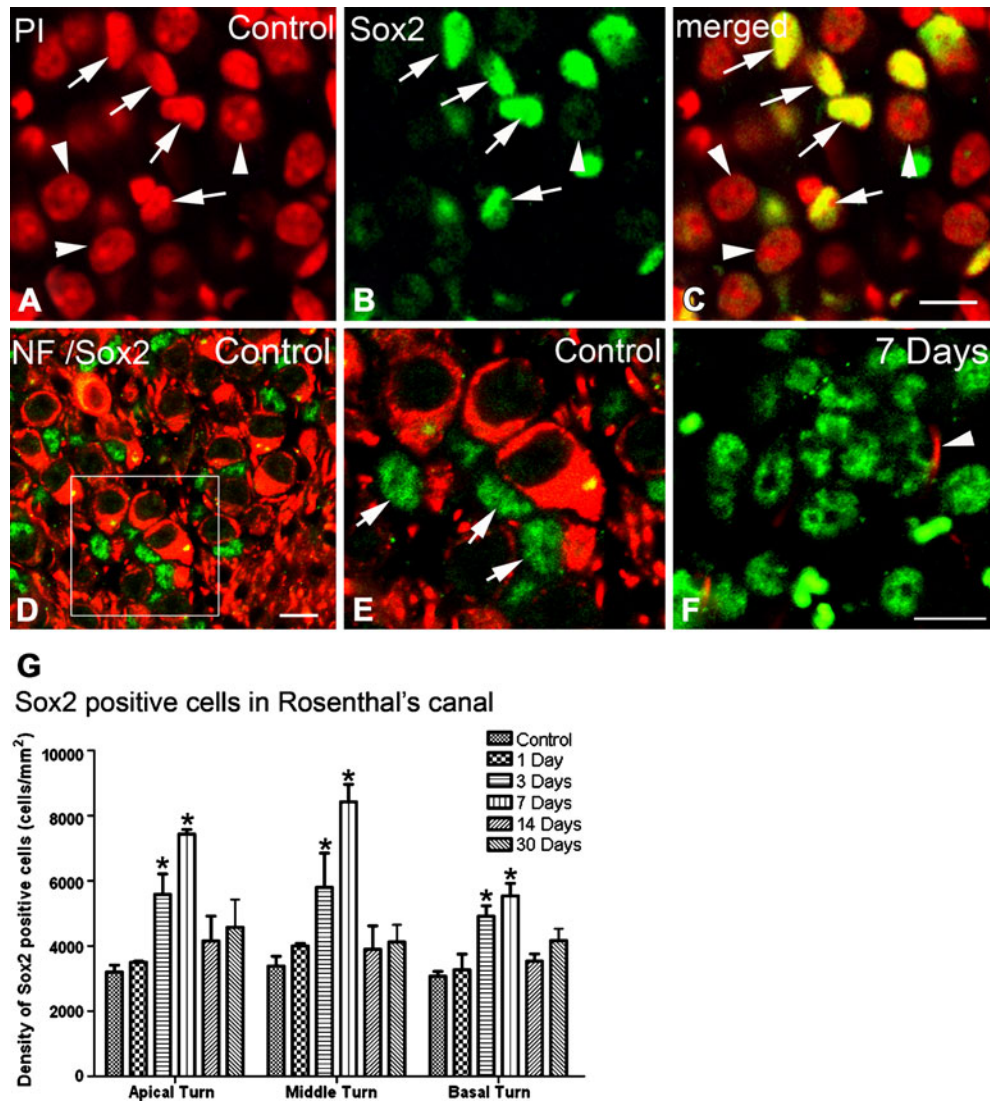 PI Control
Sox2
merged
A
B
C
NF /Sox2 Control
Control
7 Days
D
E
F
G
Sox2 positive cells in Rosenthal's canal
Density of Sox2 positive cells (cells/mm²)
10000
8000
6000
4000
2000
0
Control
1 Day
3 Days
7 Days
14 Days
30 Days
* * * * * *
Apical Turn Middle Turn Basal Turn